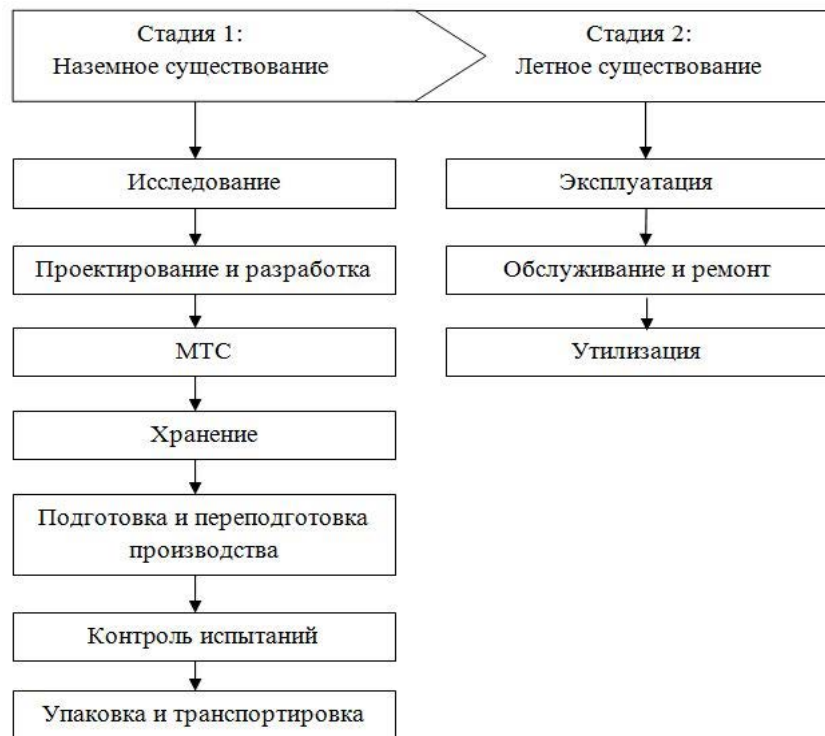 Стадия 1:
Наземное существование
Стадия 2:
Летное существование
Исследование
Проектирование и разработка
МТС
Хранение
Подготовка и переподготовка
производства
Контроль испытаний
Упаковка и транспортировка
Эксплуатация
Обслуживание и ремонт
Утилизация